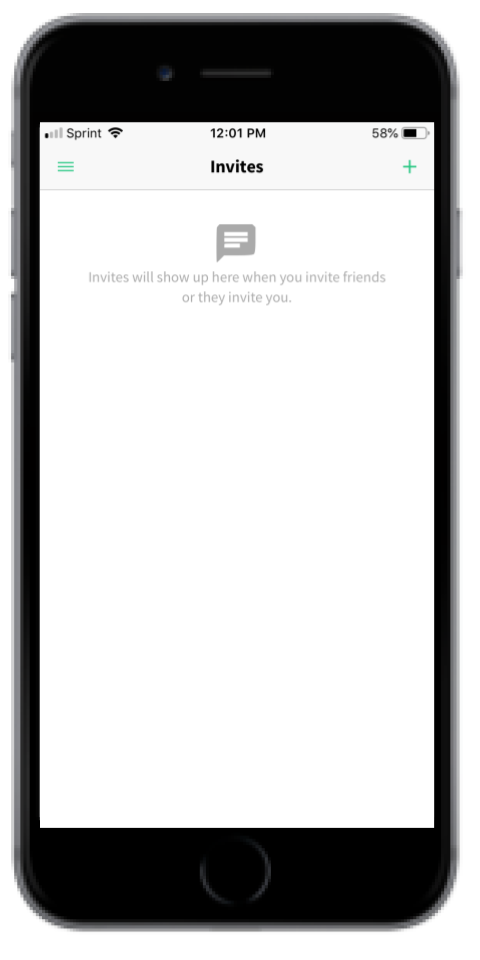 Sprint 12:01 PM 58%
Invites
Invites will show up here when you invite friends
or they invite you.